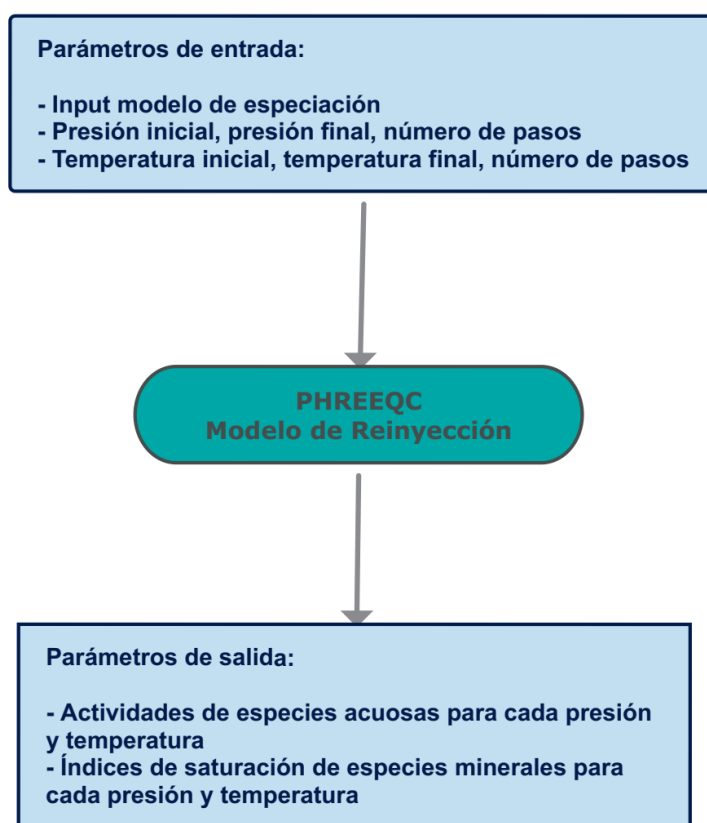 Parámetros de entrada:
- Input modelo de especiación
- Presión inicial, presión final, número de pasos
- Temperatura inicial, temperatura final, número de pasos
PHREEQC
Modelo de Reinyección
Parámetros de salida:
- Actividades de especies acuosas para cada presión
y temperatura
- Índices de saturación de especies minerales para
cada presión y temperatura